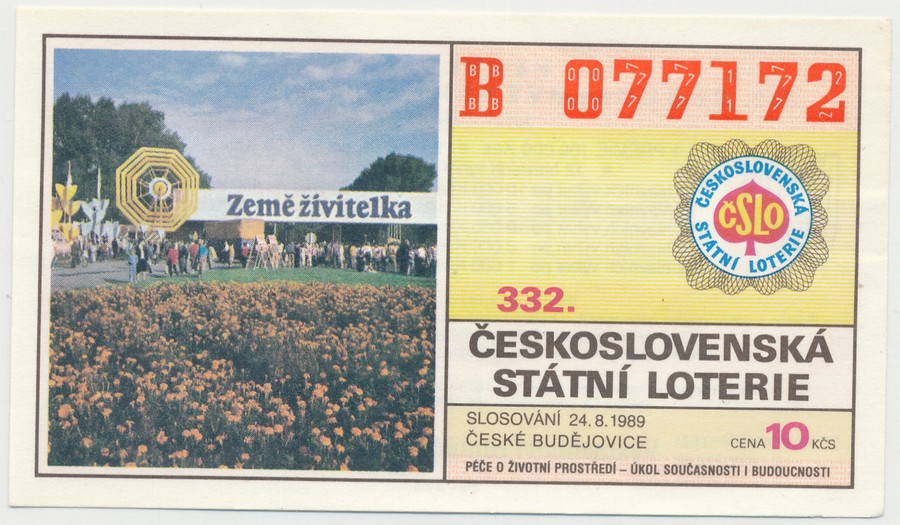 Země živitelka
B 077172
ČESKOSLOVENSKÁ
ČSLO
STÁTNÍ LOTERIE
332.
ČESKOSLOVENSKÁ
STÁTNÍ LOTERIE
SLOSOVÁNÍ 24.8.1989
ČESKÉ BUDĚJOVICE
CENA 10 KČS
PÉČE O ŽIVOTNÍ PROSTŘEDÍ – ÚKOL SOUČASNOSTI I BUDOUCNOSTI